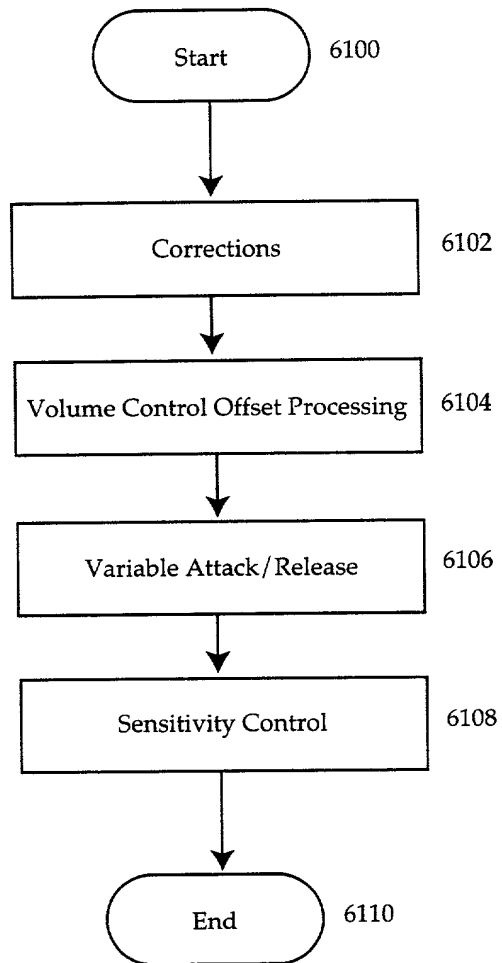 Start 6100
Corrections 6102
Volume Control Offset Processing 6104
Variable Attack/Release 6106
Sensitivity Control 6108
End 6110